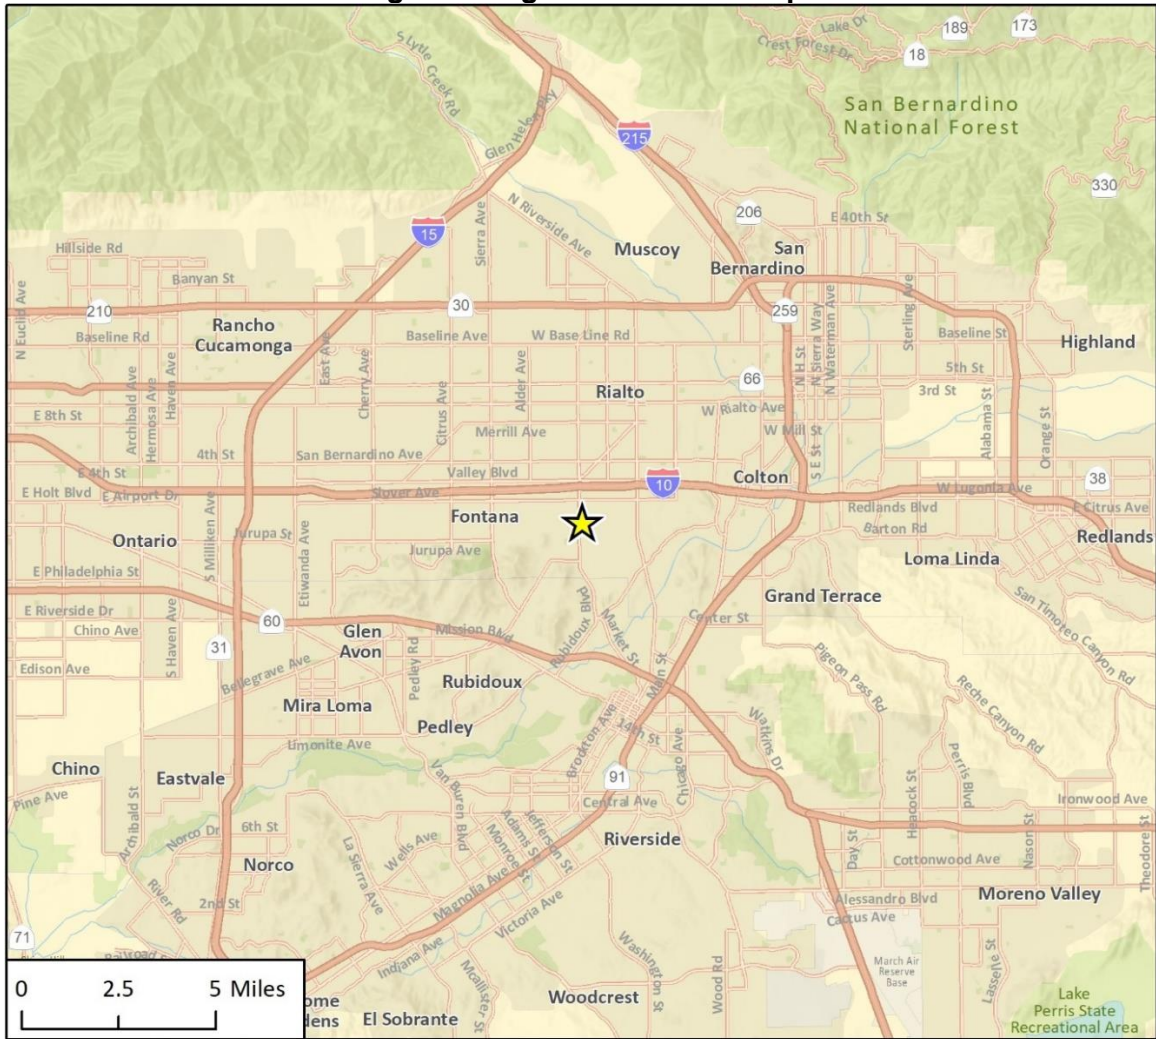 S Lytle Creek Rd
Lake Dr
189
173
Crest Forest Dr
18
San Bernardino
National Forest
Glen Helen Pky
215
330
N Riverside Ave
206
E 40th St
15
Sierra Ave
Muscoy
San
Bernardino
Hillside Rd
Banyan St
N Euclid Ave
210
30
259
N H St
N Sierra Way
N Waterman Ave
Sterling Ave
Baseline Rd
Rancho
Cucamonga
Baseline Ave
W Base Line Rd
Baseline St
Highland
East Ave
Cherry Ave
Citrus Ave
Alder Ave
Rialto
66
5th St
3rd St
Archibald Ave
Hermosa Ave
Haven Ave
E 8th St
W Rialto Ave
Merrill Ave
W Mill St
Alabama St
Orange St
4th St
San Bernardino Ave
S E St
E 4th St
Valley Blvd
10
Colton
38
E Holt Blvd
E Airport Dr
Slover Ave
W Lugonia Ave
Redlands Blvd
E Citrus Ave
Fontana
Barton Rd
Ontario
S Milliken Ave
Jurupa St
Etiwanda Ave
Jurupa Ave
Loma Linda
Redlands
E Philadelphia St
Grand Terrace
San Timoteo Canyon Rd
E Riverside Dr
Chino Ave
S Haven Ave
60
31
Glen
Avon
Mission Blvd
Rubidoux Blvd
Market St
Center St
Main St
Edison Ave
Bellegrave Ave
Pedley Rd
Rubidoux
Pigeon Pass Rd
Reche Canyon Rd
Mira Loma
Pedley
Brockton Ave
14th St
Chicago Ave
Watkins Dr
Limonite Ave
Chino
Eastvale
Van Buren Blvd
91
Heacock St
Perris Blvd
Pine Ave
Archibald St
Central Ave
Ironwood Ave
Norco Dr
6th St
La Sierra Ave
Wells Ave
Monroe St
Adams St
Jefferson St
Riverside
Day St
Nason St
Theodore St
Norco
Cottonwood Ave
River Rd
2nd St
Magnolia Ave
Victoria Ave
Alessandro Blvd
Moreno Valley
Cactus Ave
71
Indiana Ave
Mcallister St
Washington St
Wood Rd
March Air
Reserve
Base
Lasselle St
0 2.5 5 Miles
El Sobrante
Woodcrest
Lake
Perris State
Recreational Area